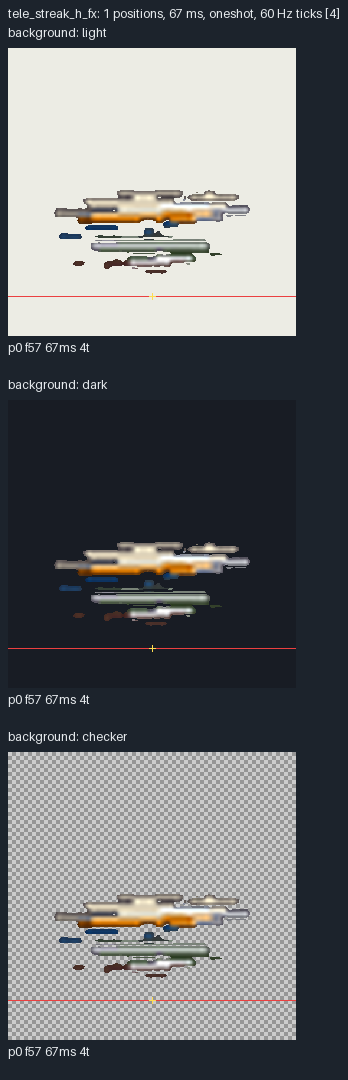 tele_streak_h_fx: 1 positions, 67 ms, oneshot, 60 Hz ticks [4]
background: light
p0 f57 67ms 4t
background: dark
p0 f57 67ms 4t
background: checker
p0 f57 67ms 4t